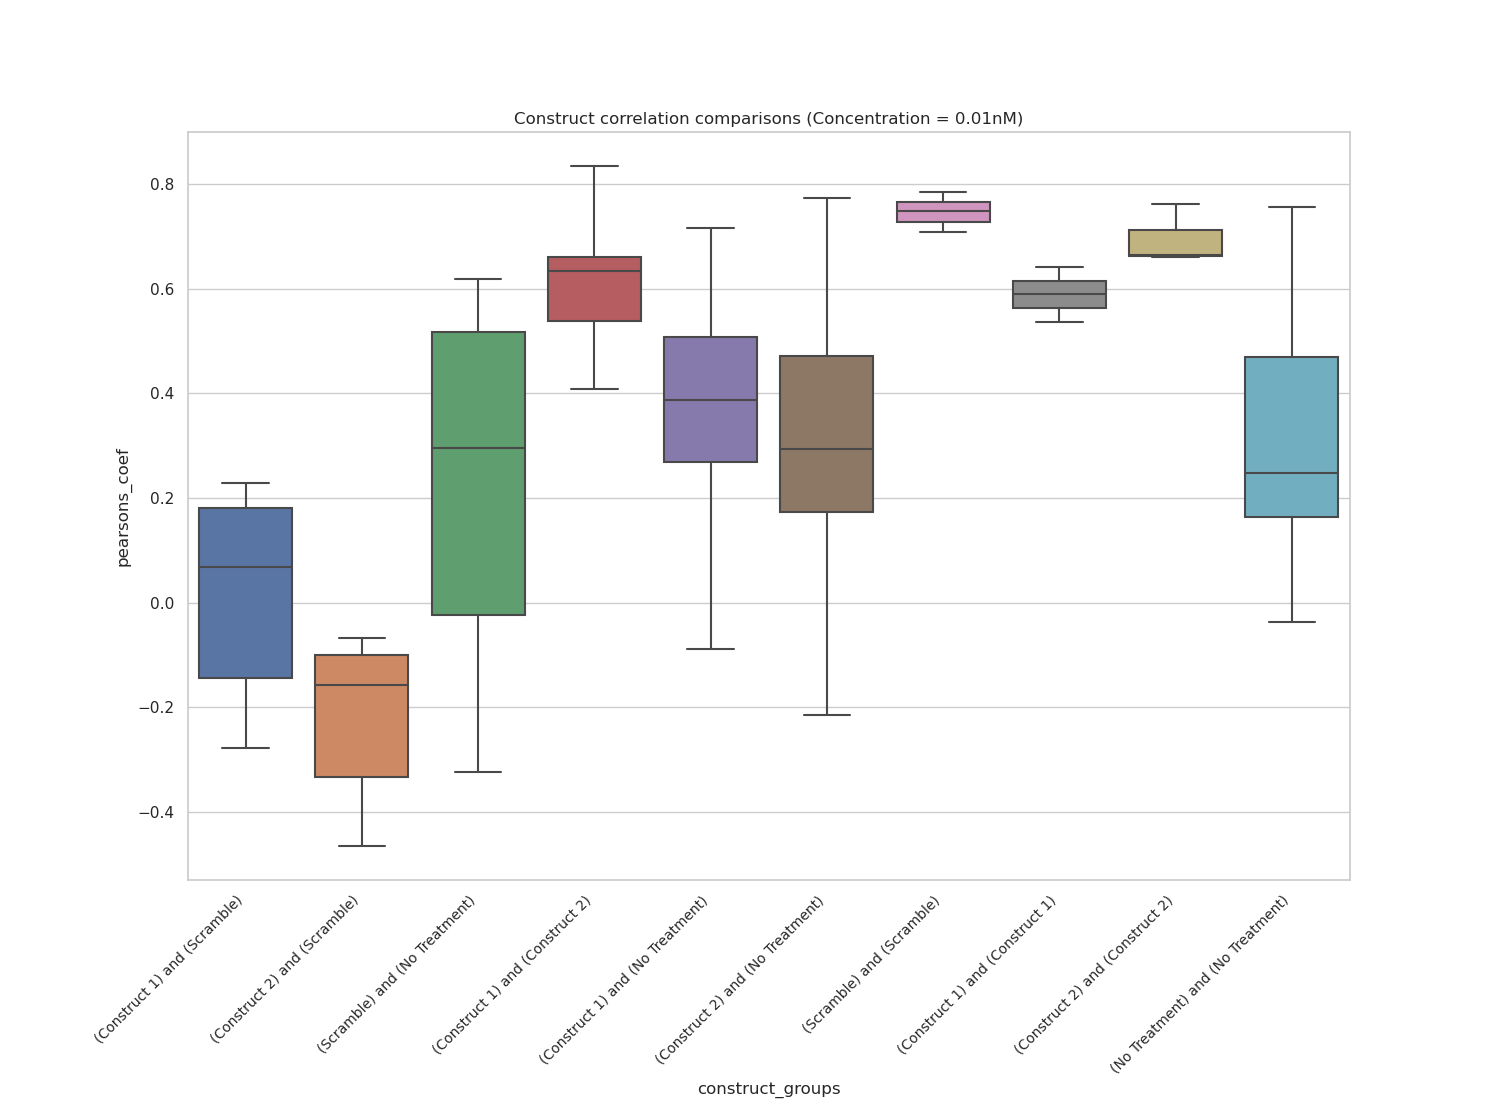 Construct correlation comparisons (Concentration = 0.01nM)
0.8
0.6
0.4
0.2
0.0
−0.2
−0.4
pearsons_coef
(Construct 1) and (Scramble)
(Construct 2) and (Scramble)
(Scramble) and (No Treatment)
(Construct 1) and (Construct 2)
(Construct 1) and (No Treatment)
(Construct 2) and (No Treatment)
(Scramble) and (Scramble)
(Construct 1) and (Construct 1)
(Construct 2) and (Construct 2)
(No Treatment) and (No Treatment)
construct_groups